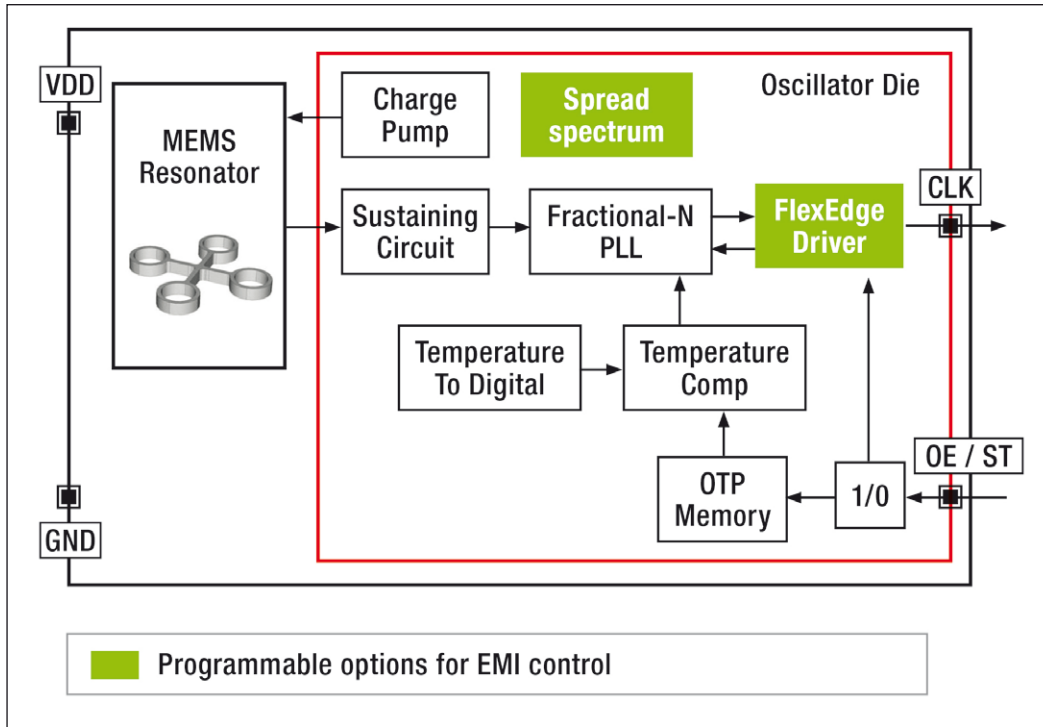 VDD
MEMS
Resonator
Charge
Pump
Spread
spectrum
Oscillator Die
Sustaining
Circuit
Fractional-N
PLL
FlexEdge
Driver
CLK
Temperature
To Digital
Temperature
Comp
OTP
Memory
1/0
OE / ST
GND
Programmable options for EMI control